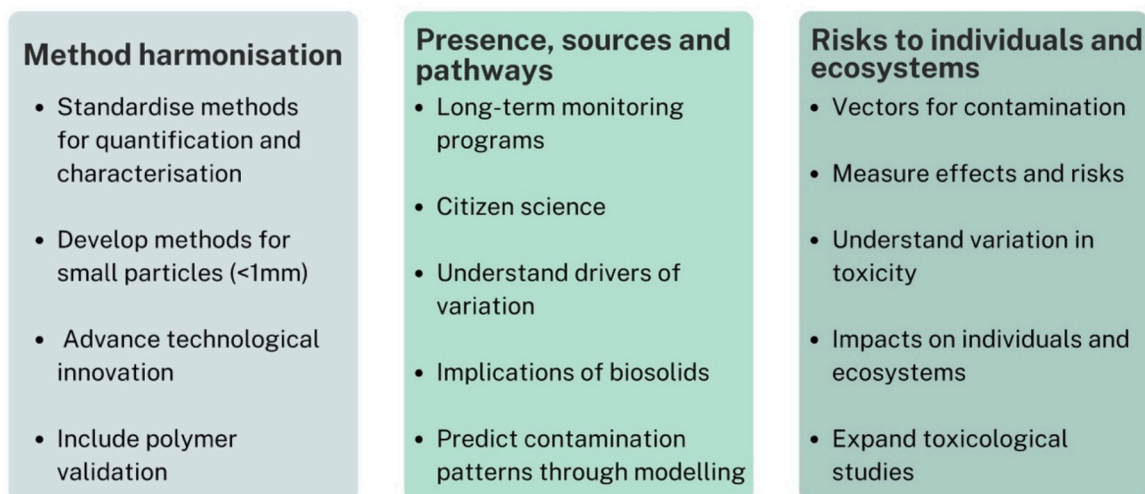 Method harmonisation
• Standardise methods
for quantification and
characterisation
• Develop methods for
small particles (<1mm)
• Advance technological
innovation
• Include polymer
validation
Presence, sources and
pathways
• Long-term monitoring
programs
• Citizen science
• Understand drivers of
variation
• Implications of biosolids
• Predict contamination
patterns through modelling
Risks to individuals and
ecosystems
• Vectors for contamination
• Measure effects and risks
• Understand variation in
toxicity
• Impacts on individuals and
ecosystems
• Expand toxicological
studies